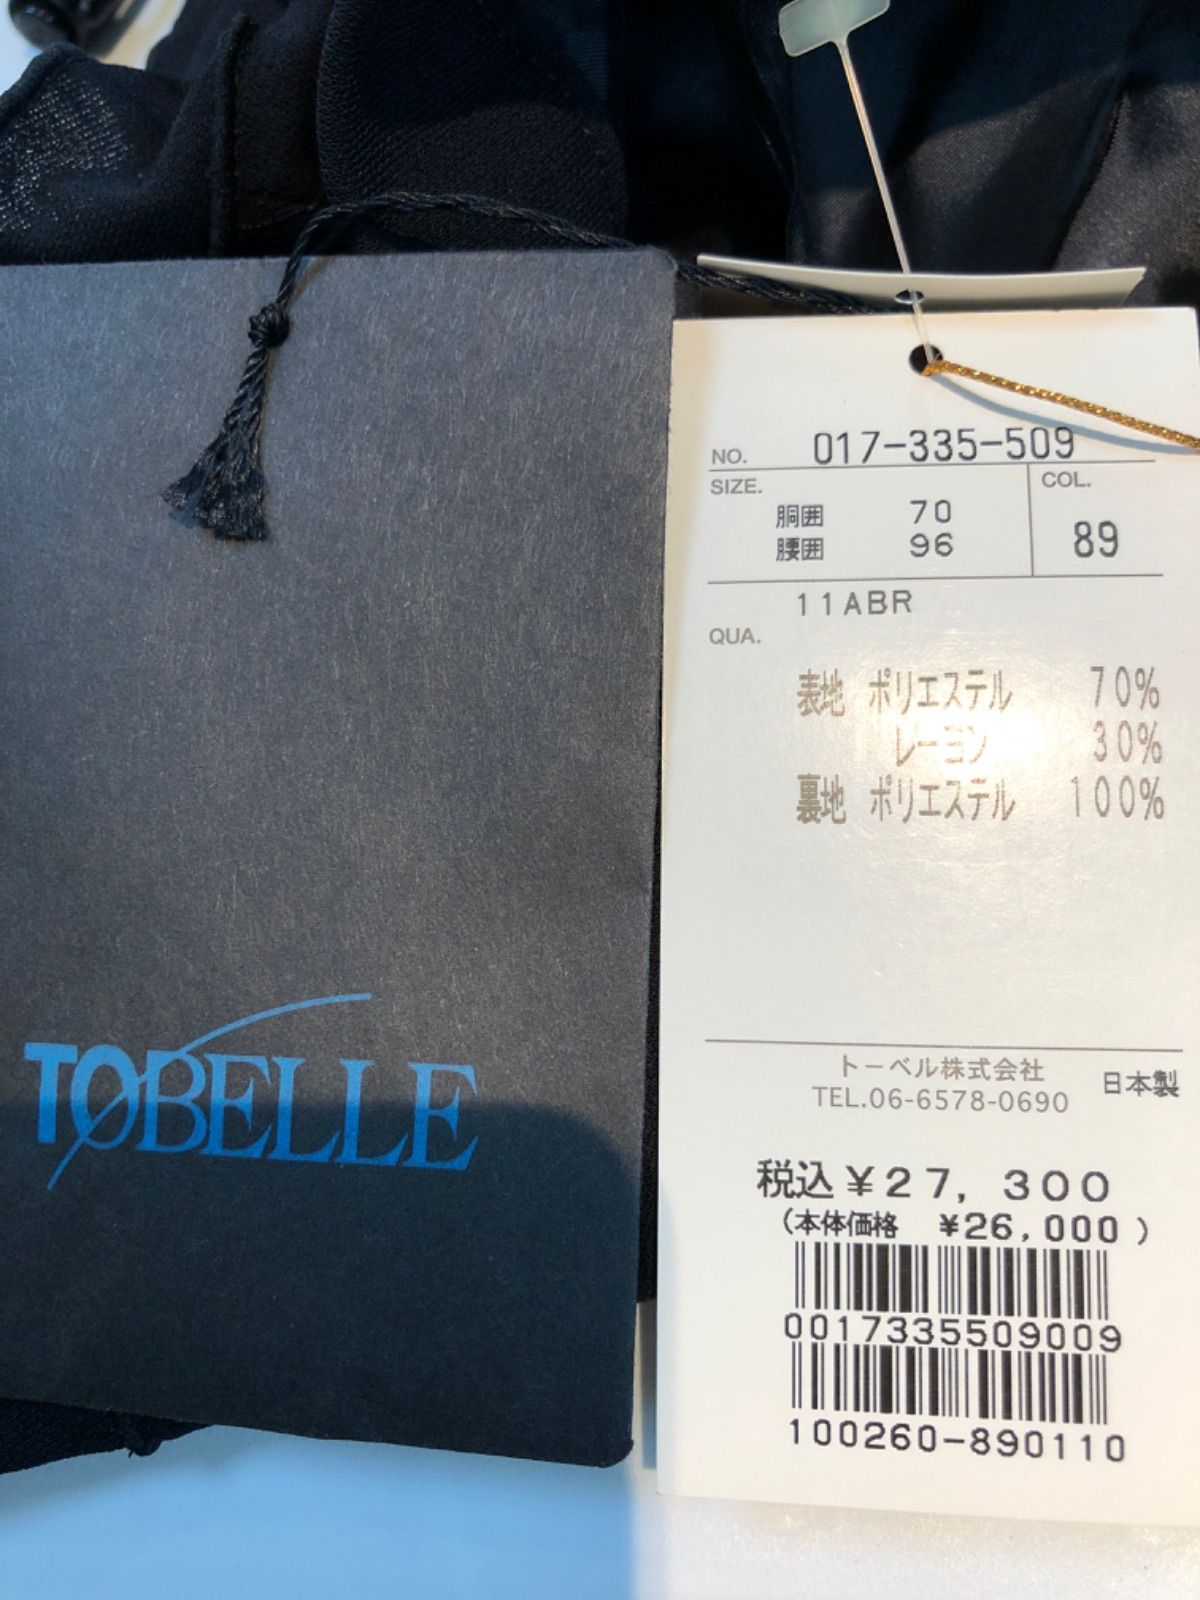 TOBELLE
NO. 017-335-509
SIZE. COL.
胴囲 70
腰囲 96
89
11ABR
QUA.
表地 ポリエステル 70%
レーヨン 30%
裏地 ポリエステル 100%
トーベル株式会社
TEL.06-6578-0690
日本製
税込¥27,300
(本体価格 ¥26,000)
0017335509009
100260-890110